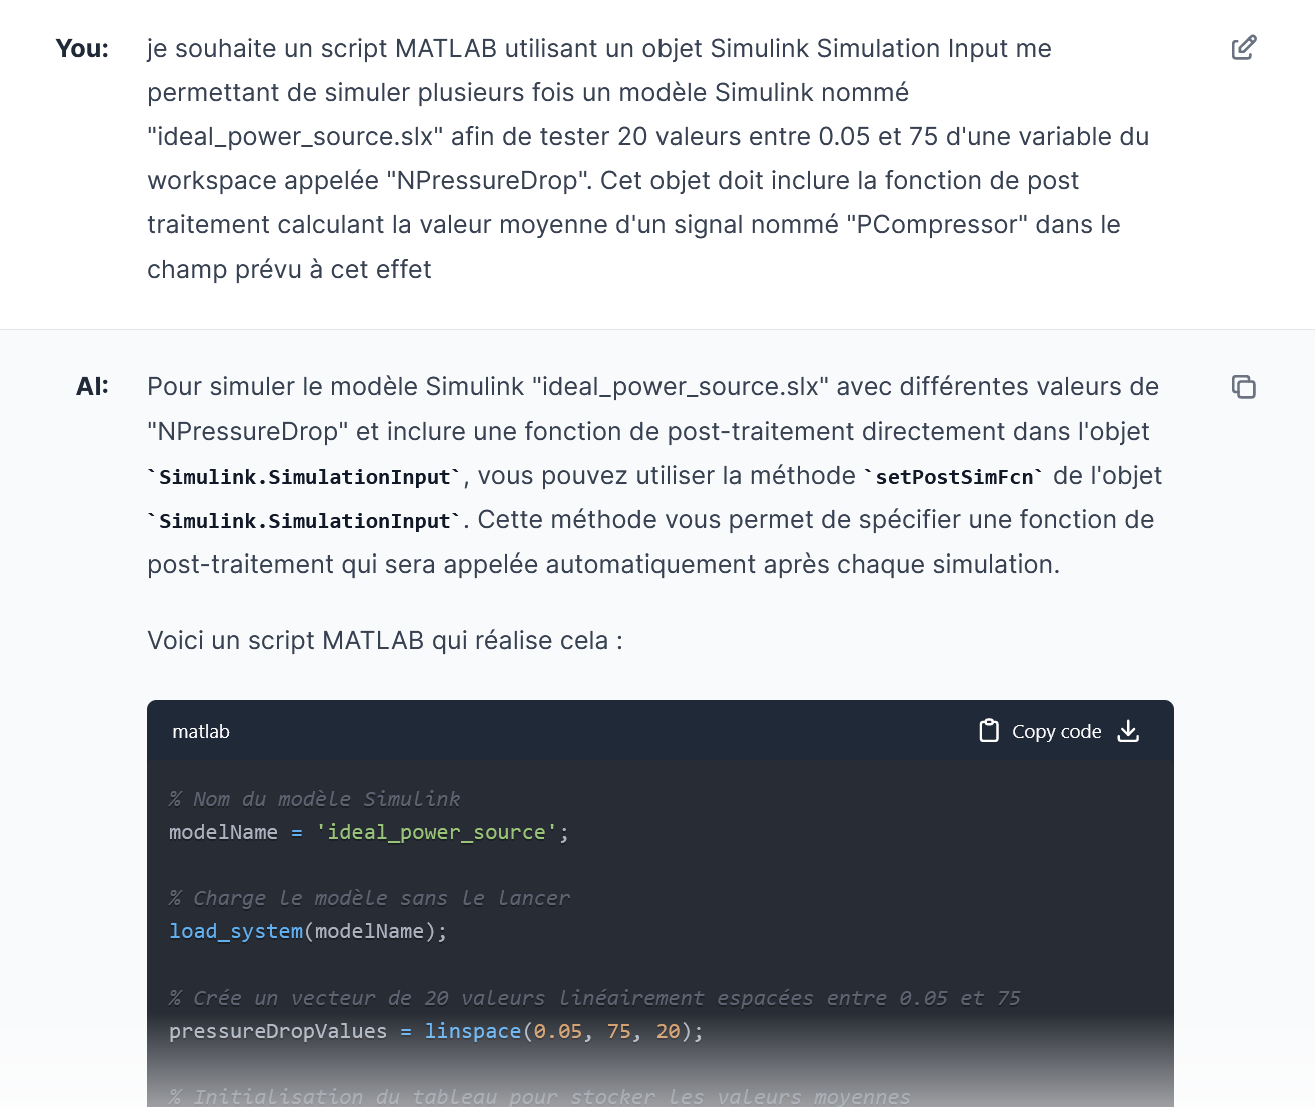 You: je souhaite un script MATLAB utilisant un objet Simulink Simulation Input me
permettant de simuler plusieurs fois un modèle Simulink nommé
"ideal_power_source.slx" afin de tester 20 valeurs entre 0.05 et 75 d'une variable du
workspace appelée "NPressureDrop". Cet objet doit inclure la fonction de post
traitement calculant la valeur moyenne d'un signal nommé "PCompressor" dans le
champ prévu à cet effet
AI: Pour simuler le modèle Simulink "ideal_power_source.slx" avec différentes valeurs de
"NPressureDrop" et inclure une fonction de post-traitement directement dans l'objet
`Simulink.SimulationInput`, vous pouvez utiliser la méthode `setPostSimFcn` de l'objet
`Simulink.SimulationInput`. Cette méthode vous permet de spécifier une fonction de
post-traitement qui sera appelée automatiquement après chaque simulation.
Voici un script MATLAB qui réalise cela :
matlab Copy code
% Nom du modèle Simulink
modelName = 'ideal_power_source';
% Charge le modèle sans le lancer
load_system(modelName);
% Crée un vecteur de 20 valeurs linéairement espacées entre 0.05 et 75
pressureDropValues = linspace(0.05, 75, 20);
% Initialisation du tableau pour stocker les valeurs moyennes